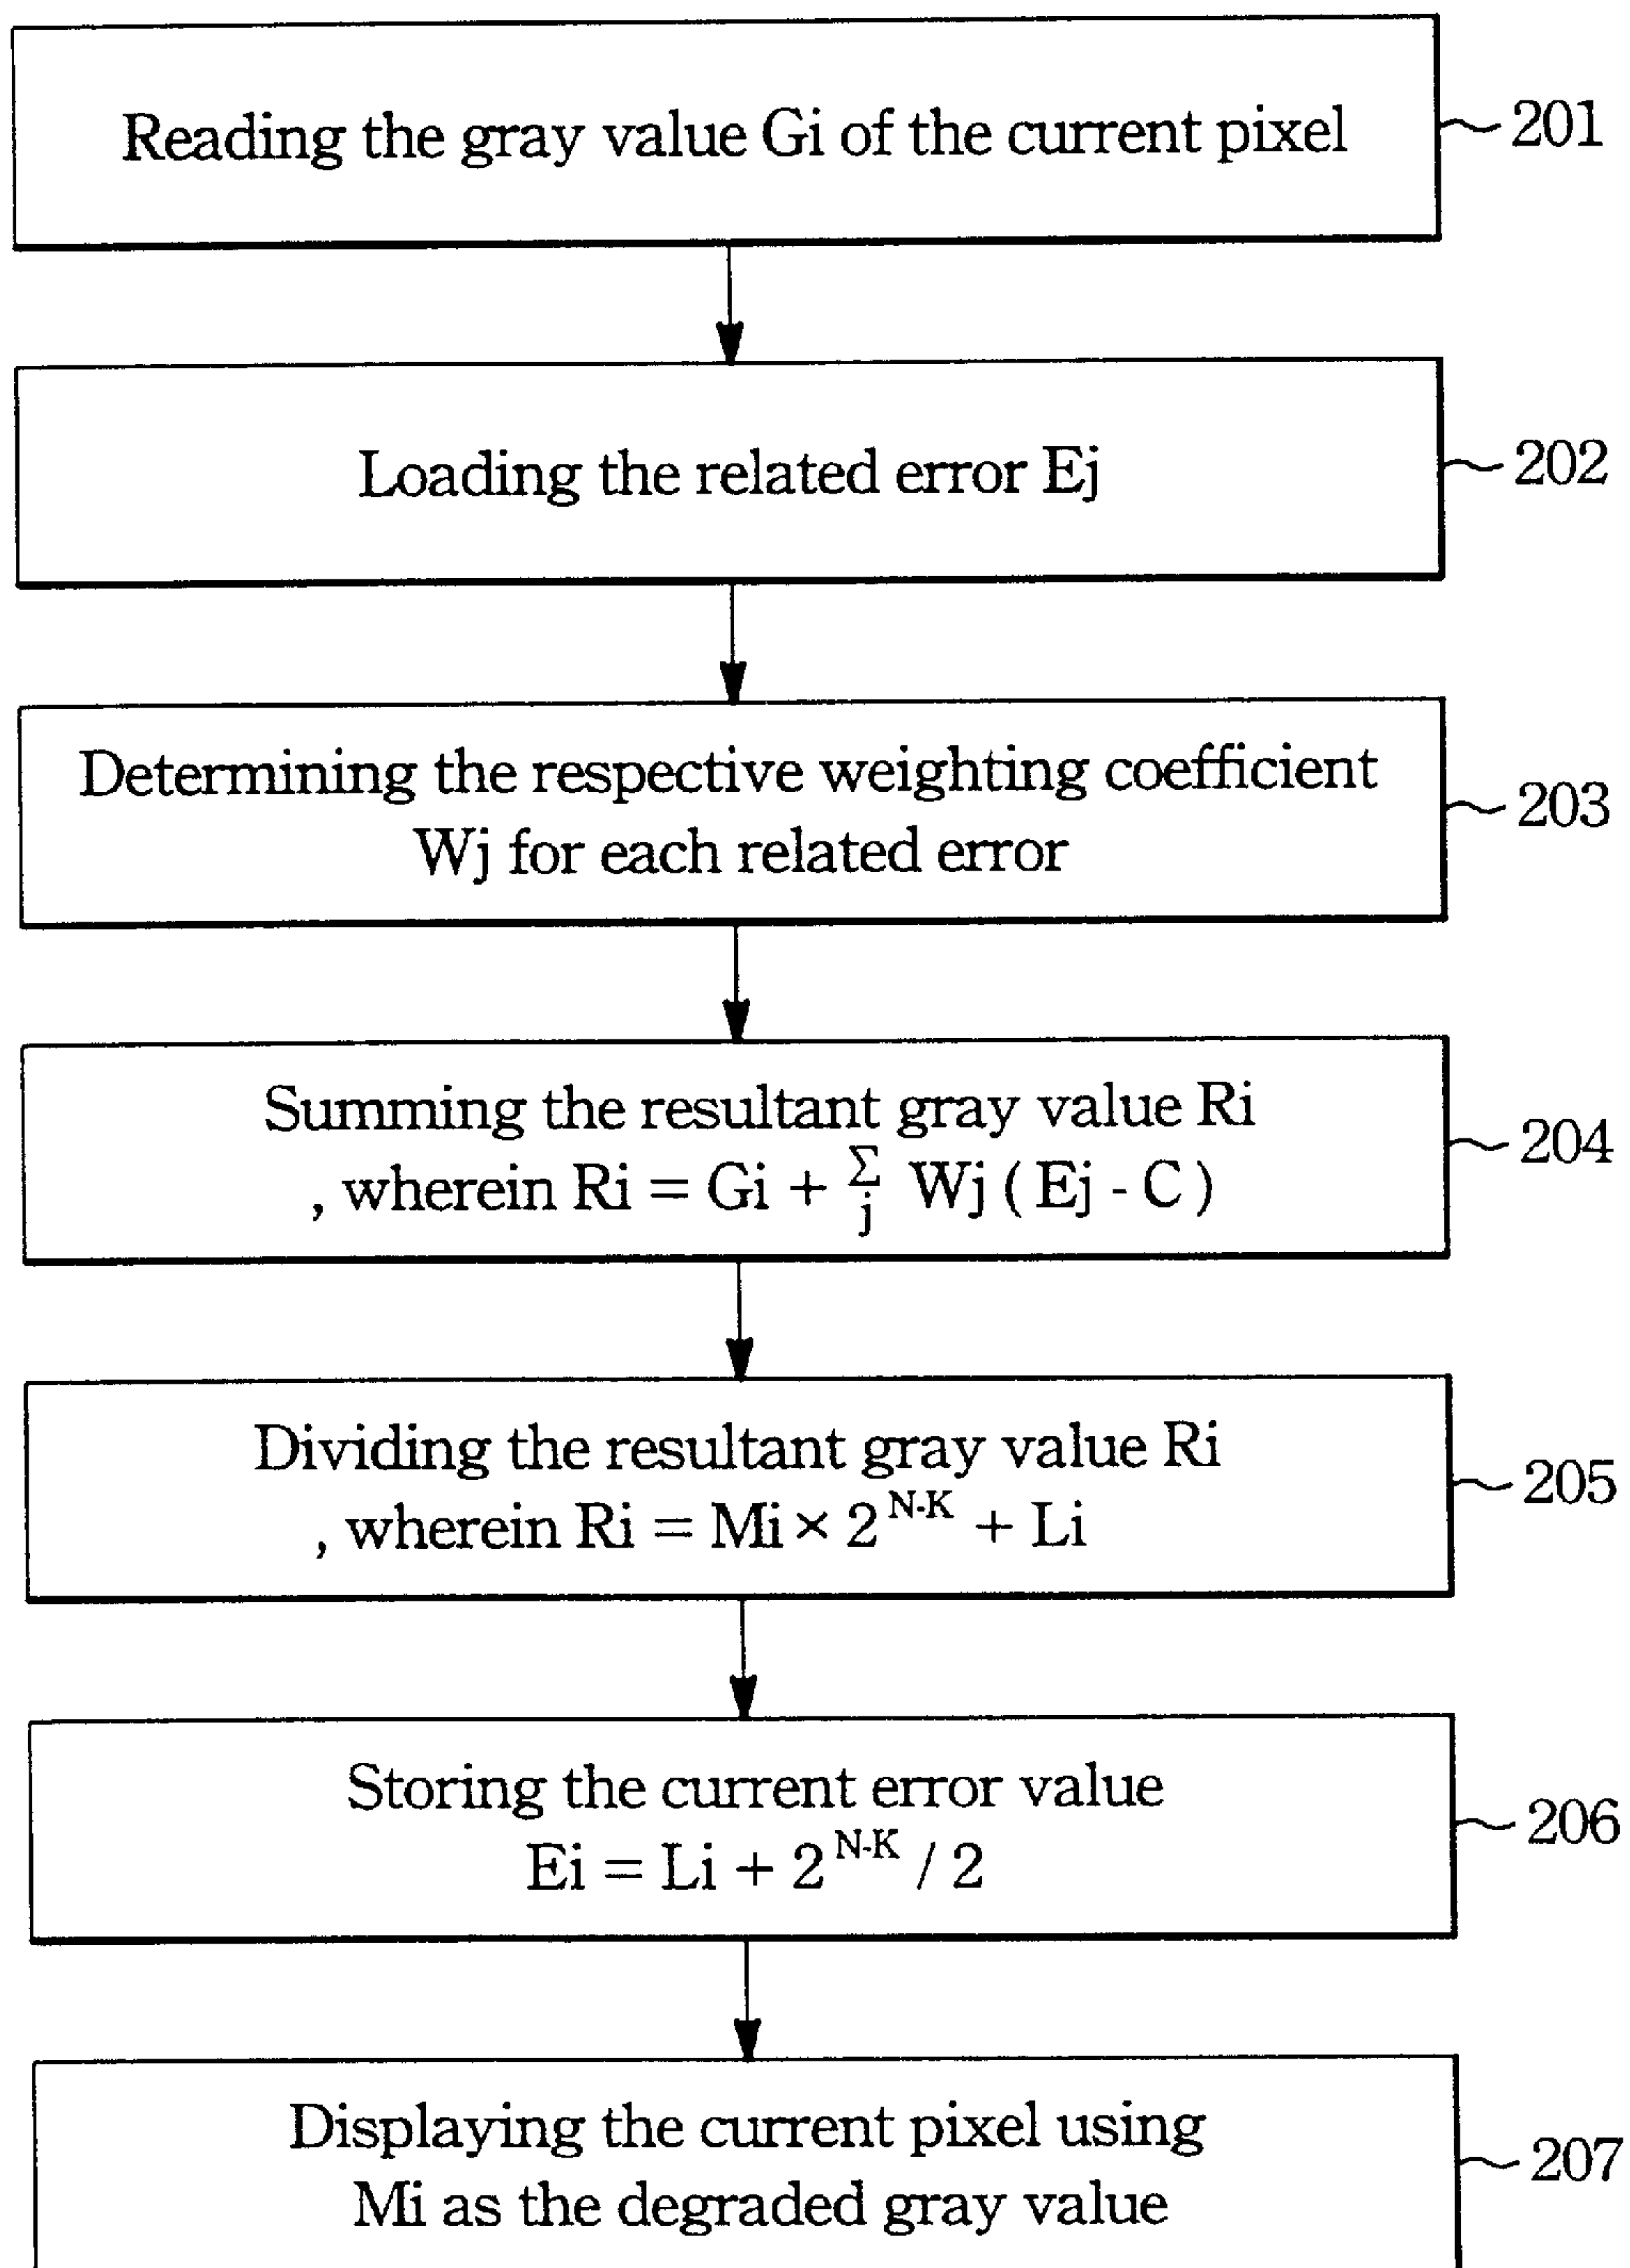 Reading the gray value Gi of the current pixel
201
Loading the related error Ej
202
Determining the respective weighting coefficient
Wj for each related error
203
Summing the resultant gray value Ri
, wherein Ri = Gi + Σ Wj ( Ej - C )
j
204
Dividing the resultant gray value Ri
, wherein Ri = Mi × 2^N-K + Li
205
Storing the current error value
Ei = Li + 2^N-K / 2
206
Displaying the current pixel using
Mi as the degraded gray value
207